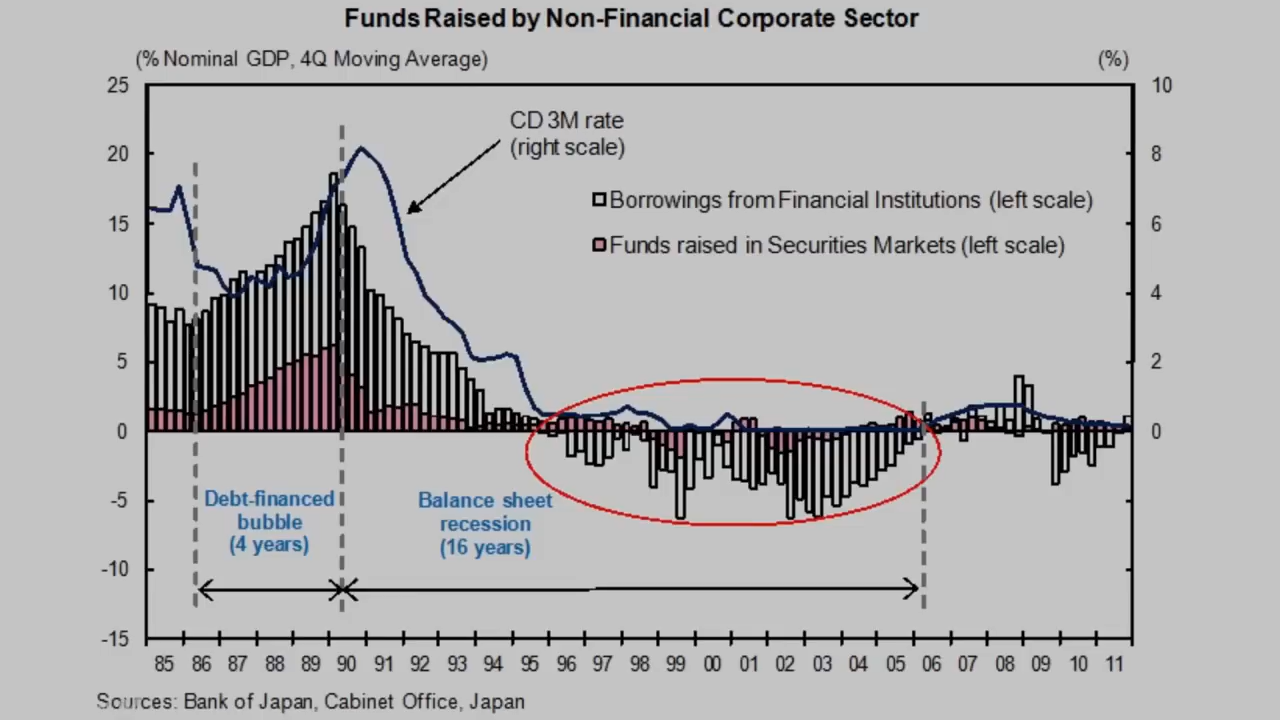 Funds Raised by Non-Financial Corporate Sector
(% Nominal GDP, 4Q Moving Average)
(%)
25
20
15
10
5
0
-5
-10
-15
10
8
6
4
2
0
CD 3M rate
(right scale)
Borrowings from Financial Institutions (left scale)
Funds raised in Securities Markets (left scale)
Debt-financed
bubble
(4 years)
Balance sheet
recession
(16 years)
85 86 87 88 89 90 91 92 93 94 95 96 97 98 99 00 01 02 03 04 05 06 07 08 09 10 11
Sources: Bank of Japan, Cabinet Office, Japan